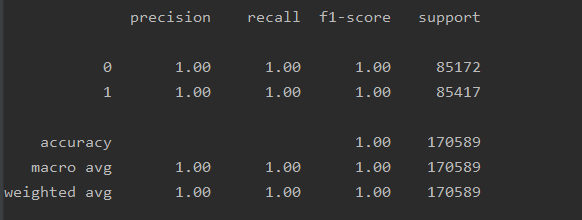 precision recall f1-score support
0 1.00 1.00 1.00 85172
1 1.00 1.00 1.00 85417
accuracy 1.00 170589
macro avg 1.00 1.00 1.00 170589
weighted avg 1.00 1.00 1.00 170589